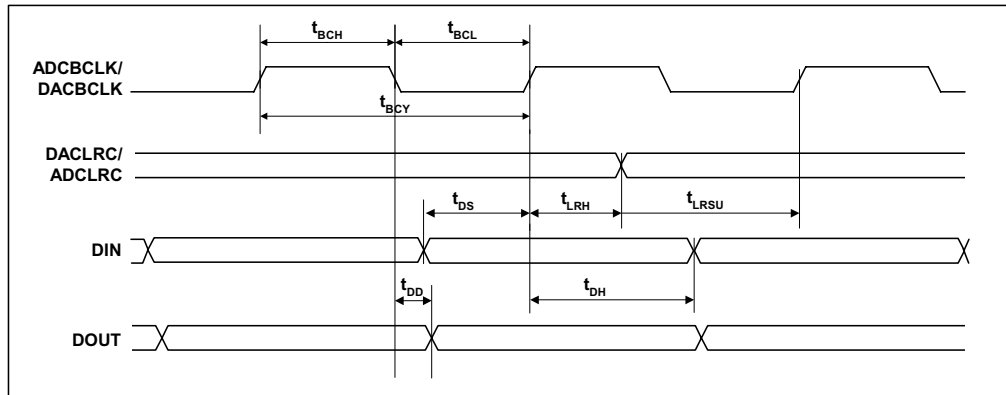 tBCH
tBCL
ADCBCLK/
DACBCLK
tBCY
DACLRC/
ADCLRC
tDS
tLRH
tLRSU
DIN
tDD
tDH
DOUT